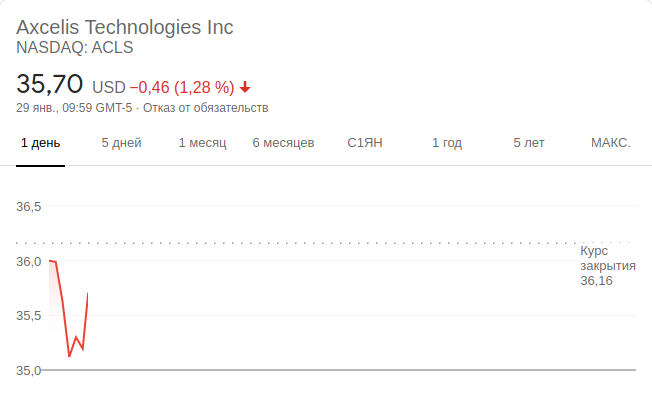 Axcelis Technologies Inc
NASDAQ: ACLS
35,70 USD −0,46 (1,28 %)
29 янв., 09:59 GMT-5 · Отказ от обязательств
1 день 5 дней 1 месяц 6 месяцев С1ЯН 1 год 5 лет МАКС.
36,5
36,0
35,5
35,0
Курс
закрытия
36,16